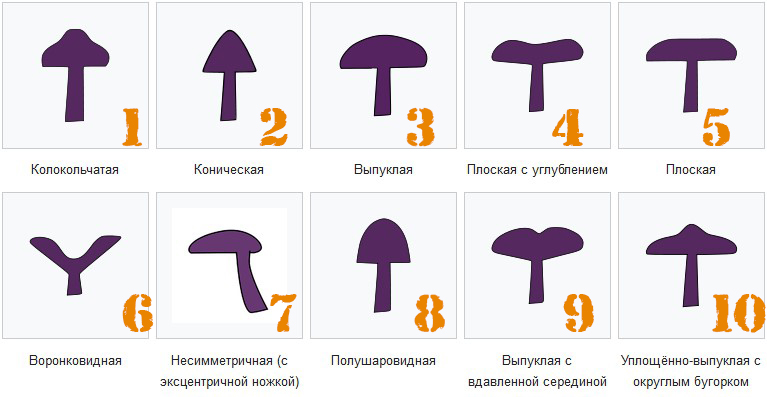 1 2 3 4 5
Колокольчатая Коническая Выпуклая Плоская с углублением Плоская
6 7 8 9 10
Воронковидная Несимметричная (с Полушаровидная Выпуклая с Уплощённо-выпуклая с
эксцентричной ножкой) вдавленной серединой округлым бугорком